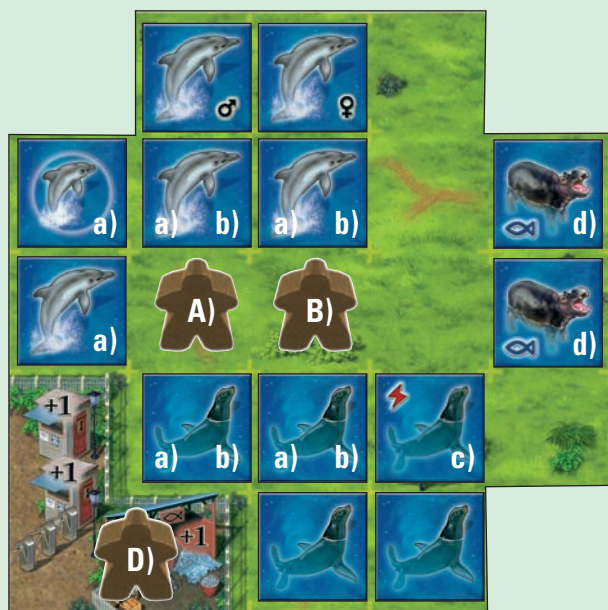 ♂ ♀
a) a) b) a) b) d)
a) A) B) d)
+1
a) b) a) b) c)
+1
D) +1